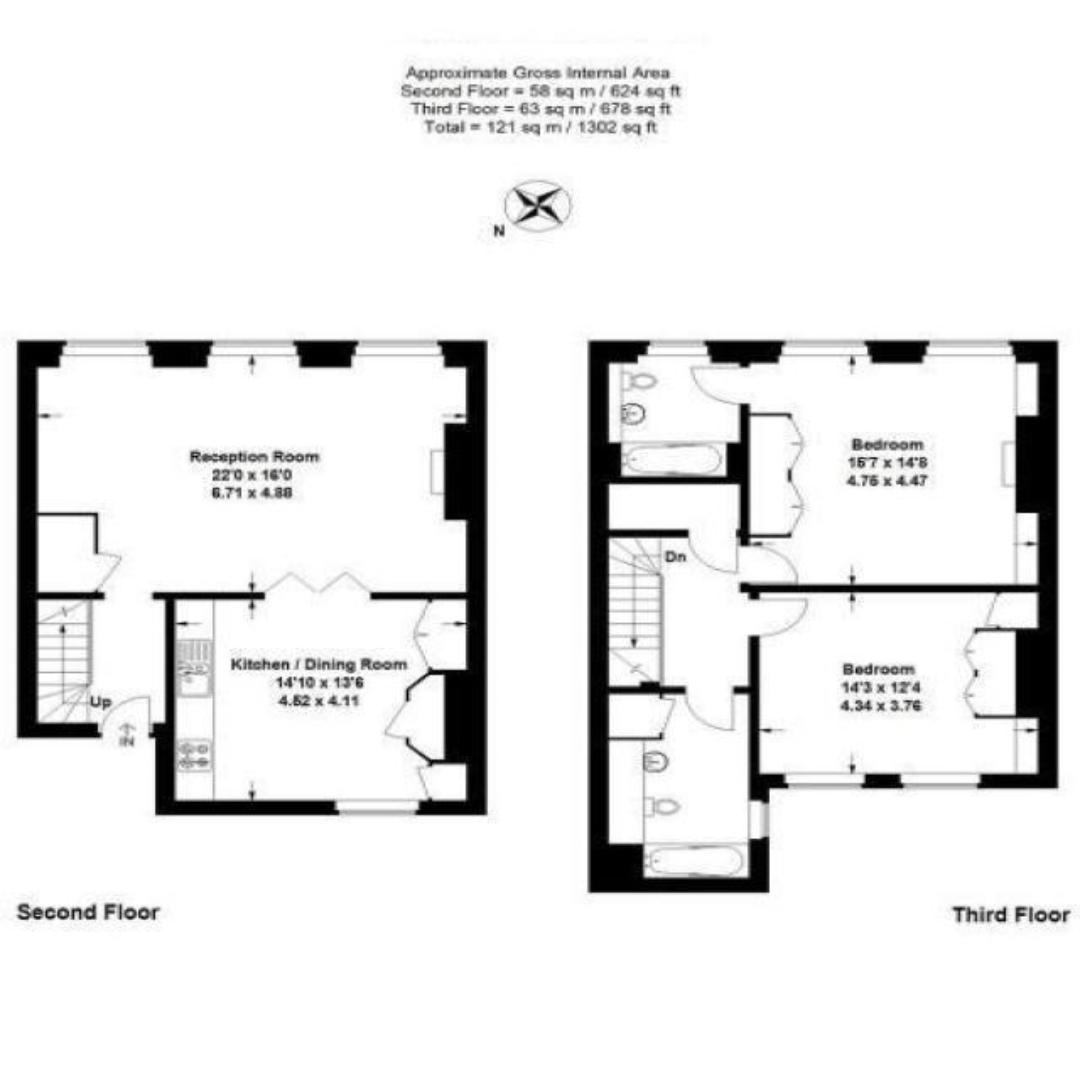 Approximate Gross Internal Area
Second Floor = 58 sq m / 624 sq ft
Third Floor = 63 sq m / 678 sq ft
Total = 121 sq m / 1302 sq ft
N
Reception Room
22'0 x 16'0
6.71 x 4.88
Kitchen / Dining Room
14'10 x 13'6
4.52 x 4.11
Up
IN
Second Floor
Bedroom
15'7 x 14'8
4.75 x 4.47
Dn
Bedroom
14'3 x 12'4
4.34 x 3.76
Third Floor